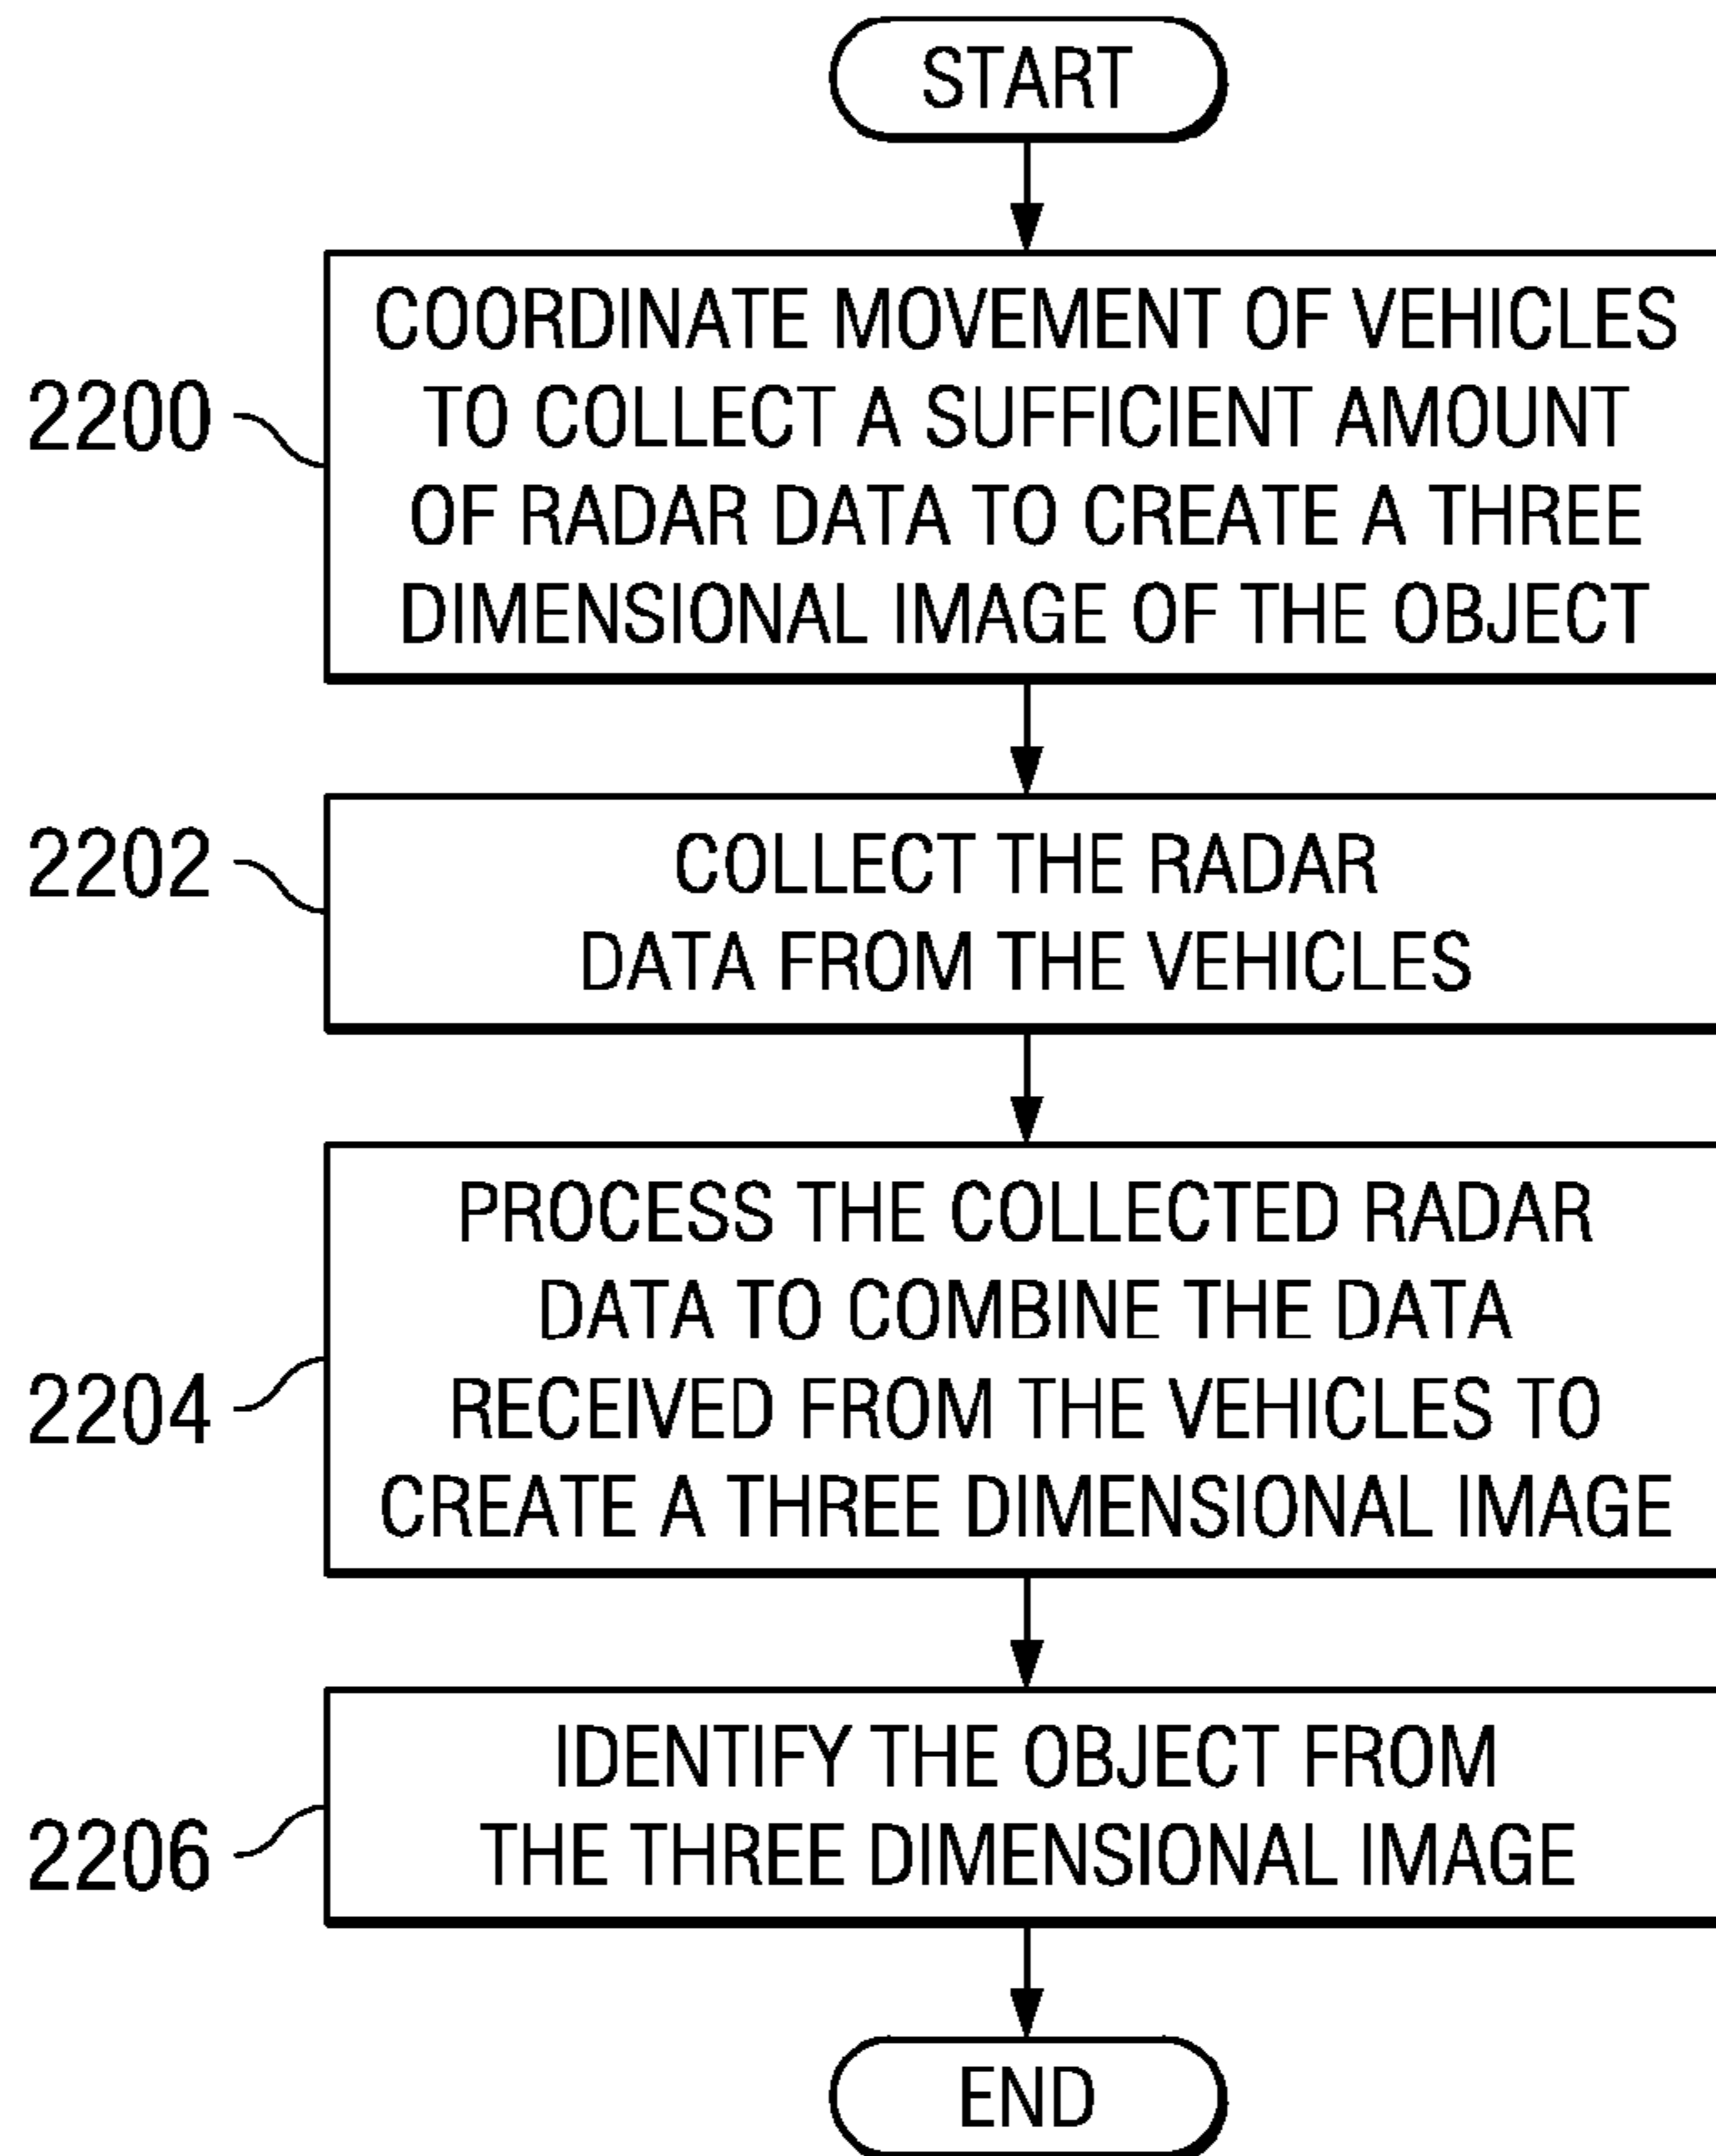 START
2200
COORDINATE MOVEMENT OF VEHICLES
TO COLLECT A SUFFICIENT AMOUNT
OF RADAR DATA TO CREATE A THREE
DIMENSIONAL IMAGE OF THE OBJECT
2202
COLLECT THE RADAR
DATA FROM THE VEHICLES
2204
PROCESS THE COLLECTED RADAR
DATA TO COMBINE THE DATA
RECEIVED FROM THE VEHICLES TO
CREATE A THREE DIMENSIONAL IMAGE
2206
IDENTIFY THE OBJECT FROM
THE THREE DIMENSIONAL IMAGE
END